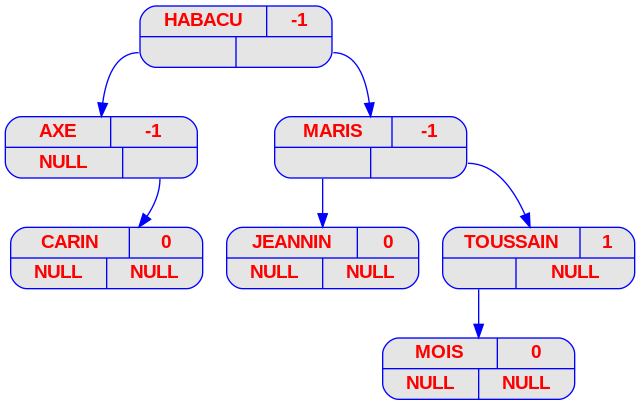 HABACU -1
AXE -1
MARIS -1
NULL
CARIN 0
JEANNIN 0
TOUSSAIN 1
NULL NULL
NULL NULL
NULL
MOIS 0
NULL NULL